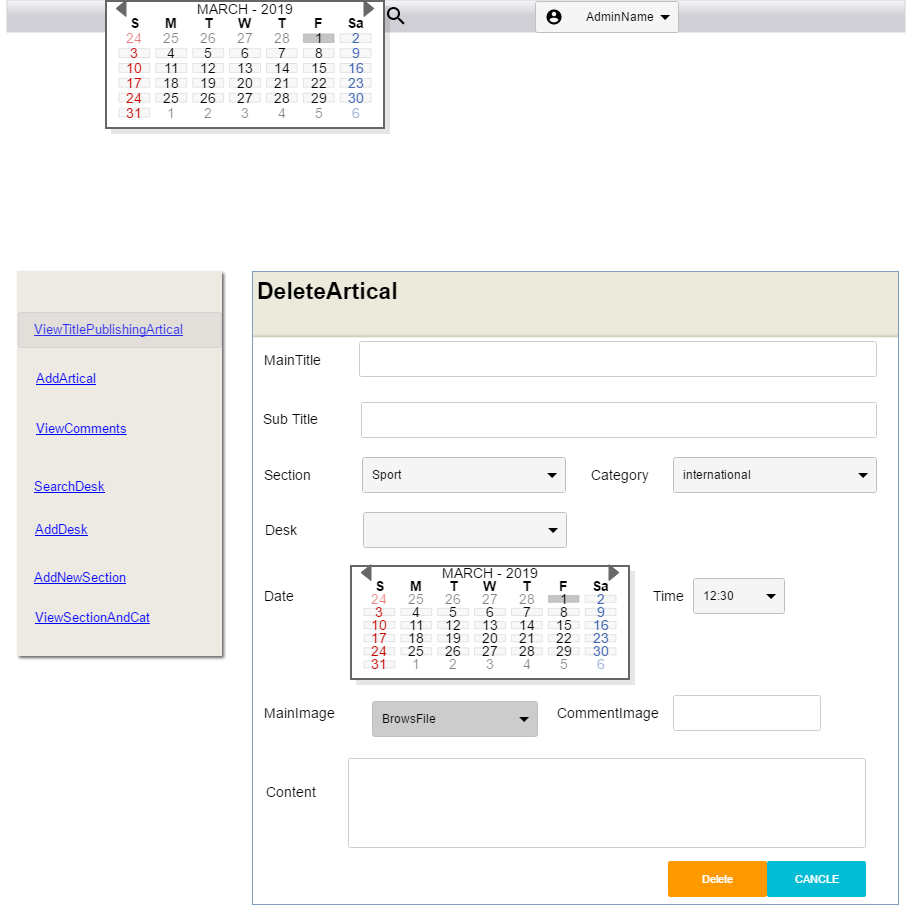 MARCH - 2019
S M T W T F Sa
24 25 26 27 28 1 2
3 4 5 6 7 8 9
10 11 12 13 14 15 16
17 18 19 20 21 22 23
24 25 26 27 28 29 30
31 1 2 3 4 5 6
AdminName
ViewTitlePublishingArtical
AddArtical
ViewComments
SearchDesk
AddDesk
AddNewSection
ViewSectionAndCat
DeleteArtical
MainTitle
Sub Title
Section Sport Category international
Desk
Date
MARCH - 2019
S M T W T F Sa
24 25 26 27 28 1 2
3 4 5 6 7 8 9
10 11 12 13 14 15 16
17 18 19 20 21 22 23
24 25 26 27 28 29 30
31 1 2 3 4 5 6
Time 12:30
MainImage BrowsFile CommentImage
Content
Delete CANCLE